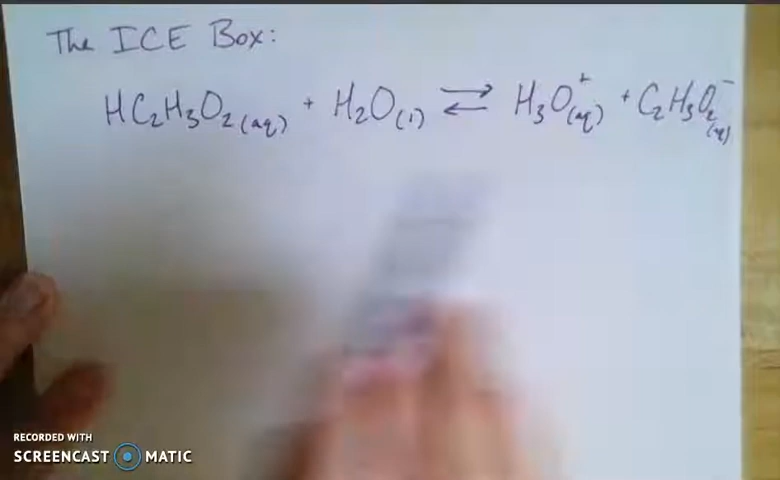 The ICE Box:
HC₂H₃O₂(aq) + H₂O(l) ⇌ H₃O⁺(aq) + C₂H₃O₂⁻(aq)
RECORDED WITH
SCREENCAST MATIC